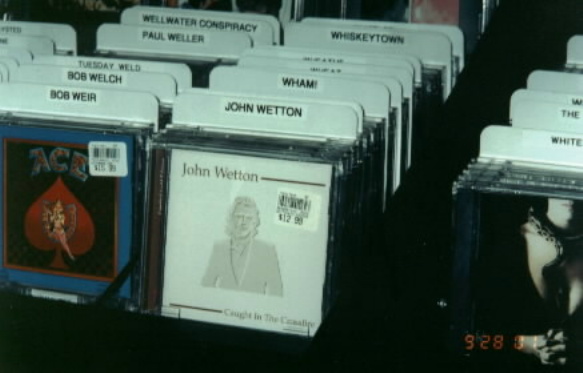 WELLWATER CONSPIRACY
PAUL WELLER
WHISKEYTOWN
TUESDAY WELD
BOB WELCH
WHAM!
BOB WEIR
JOHN WETTON
THE
WHITE
ACE
John Wetton
$12.99
Caught In The Crossfire
9 28 01